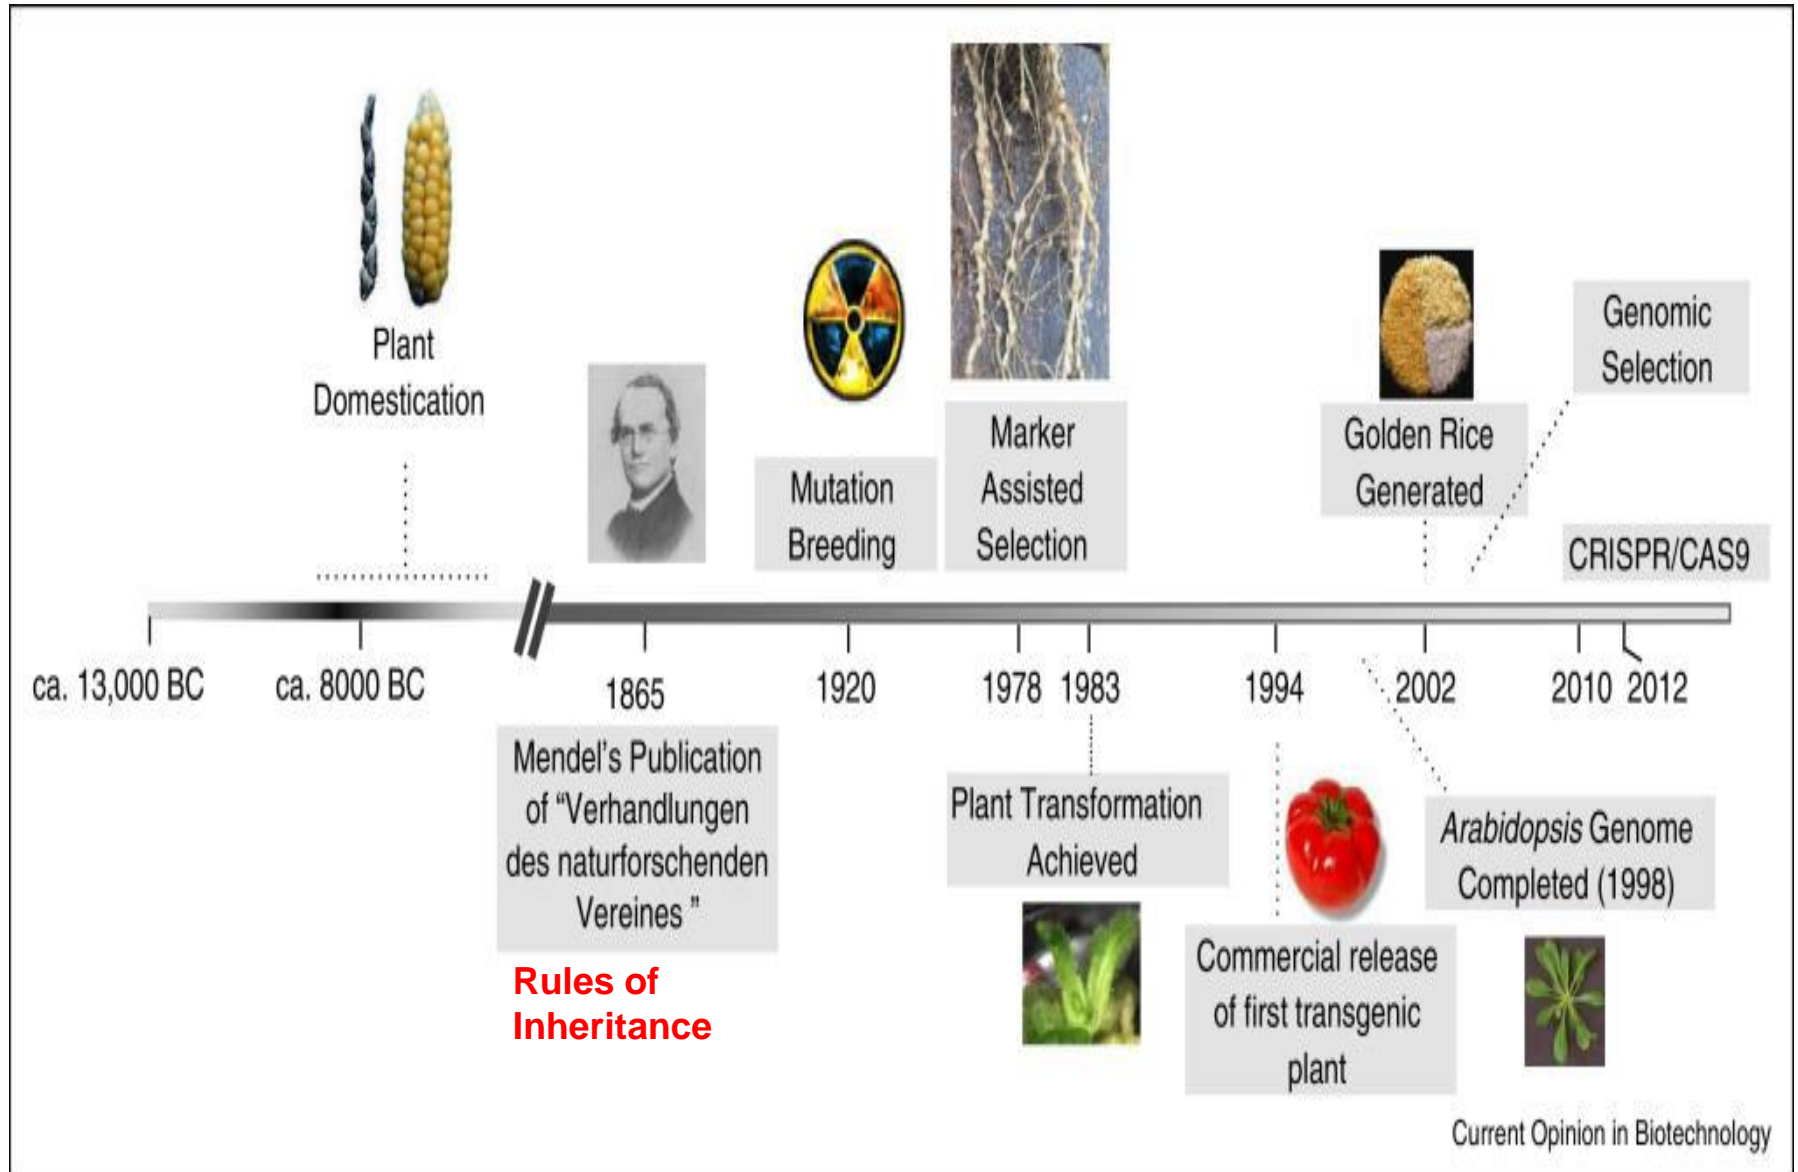 Plant
Domestication
Mutation
Breeding
Marker
Assisted
Selection
Golden Rice
Generated
Genomic
Selection
CRISPR/CAS9
ca. 13,000 BC
ca. 8000 BC
1865
1920
1978
1983
1994
2002
2010
2012
Mendel's Publication
of “Verhandlungen
des naturforschenden
Vereines ”
Rules of
Inheritance
Plant Transformation
Achieved
Commercial release
of first transgenic
plant
Arabidopsis Genome
Completed (1998)
Current Opinion in Biotechnology